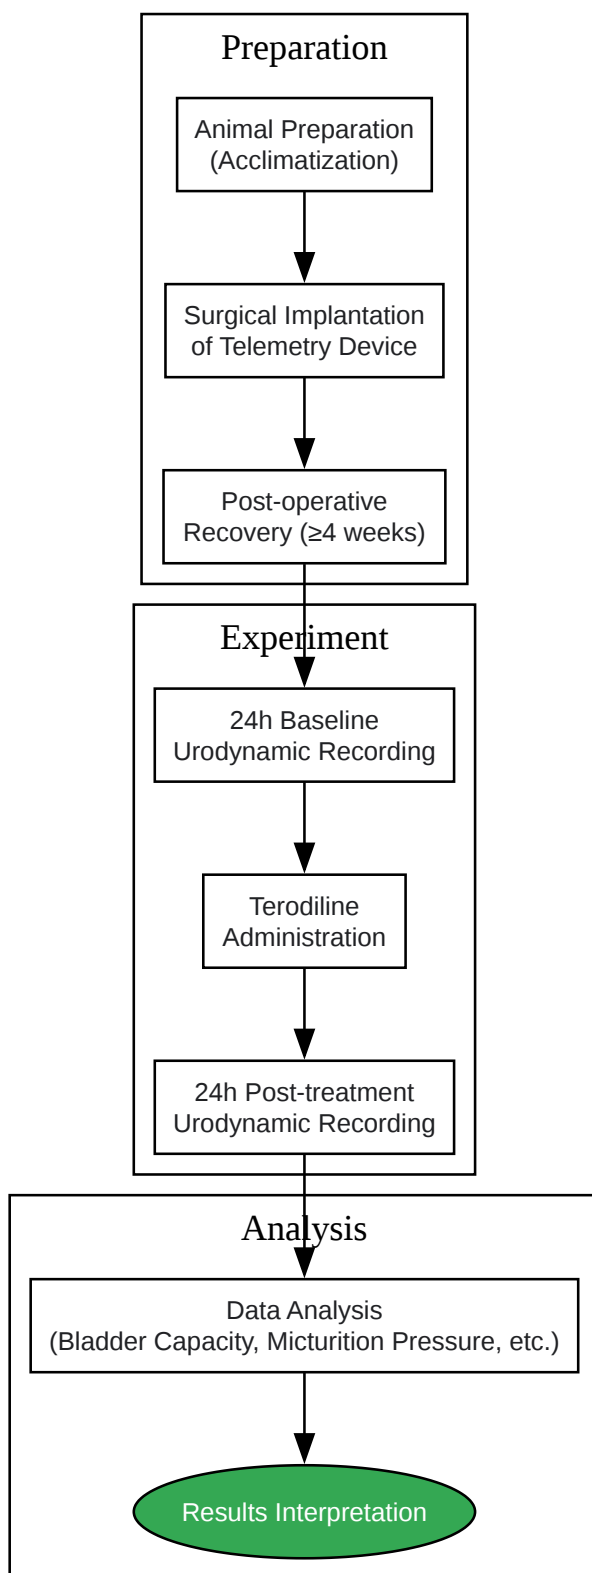 Preparation
Animal Preparation
(Acclimatization)
Surgical Implantation
of Telemetry Device
Post-operative
Recovery (≥4 weeks)
Experiment
24h Baseline
Urodynamic Recording
Terodiline
Administration
24h Post-treatment
Urodynamic Recording
Analysis
Data Analysis
(Bladder Capacity, Micturition Pressure, etc.)
Results Interpretation